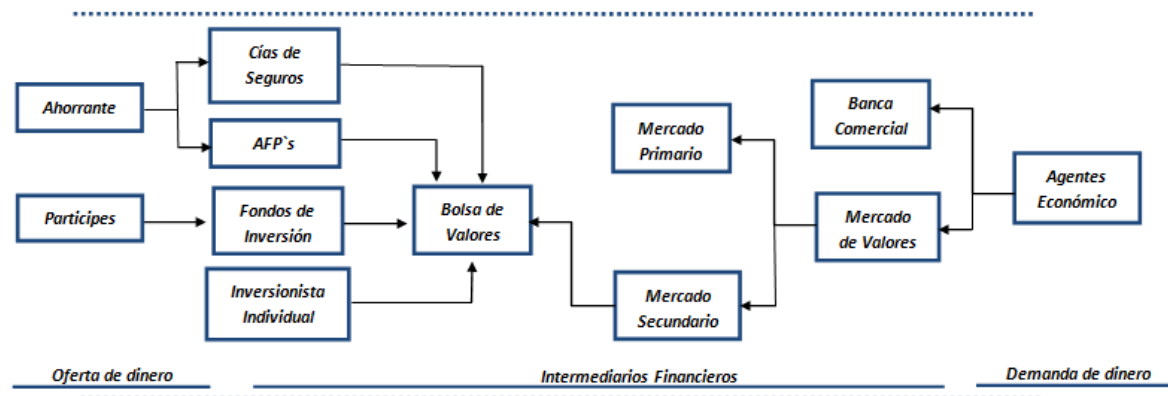 Cías de
Seguros
Ahorrante
AFP`s
Participes
Fondos de
Inversión
Inversionista
Individual
Bolsa de
Valores
Mercado
Primario
Mercado
Secundario
Banca
Comercial
Mercado
de Valores
Agentes
Económico
Oferta de dinero
Intermediarios Financieros
Demanda de dinero